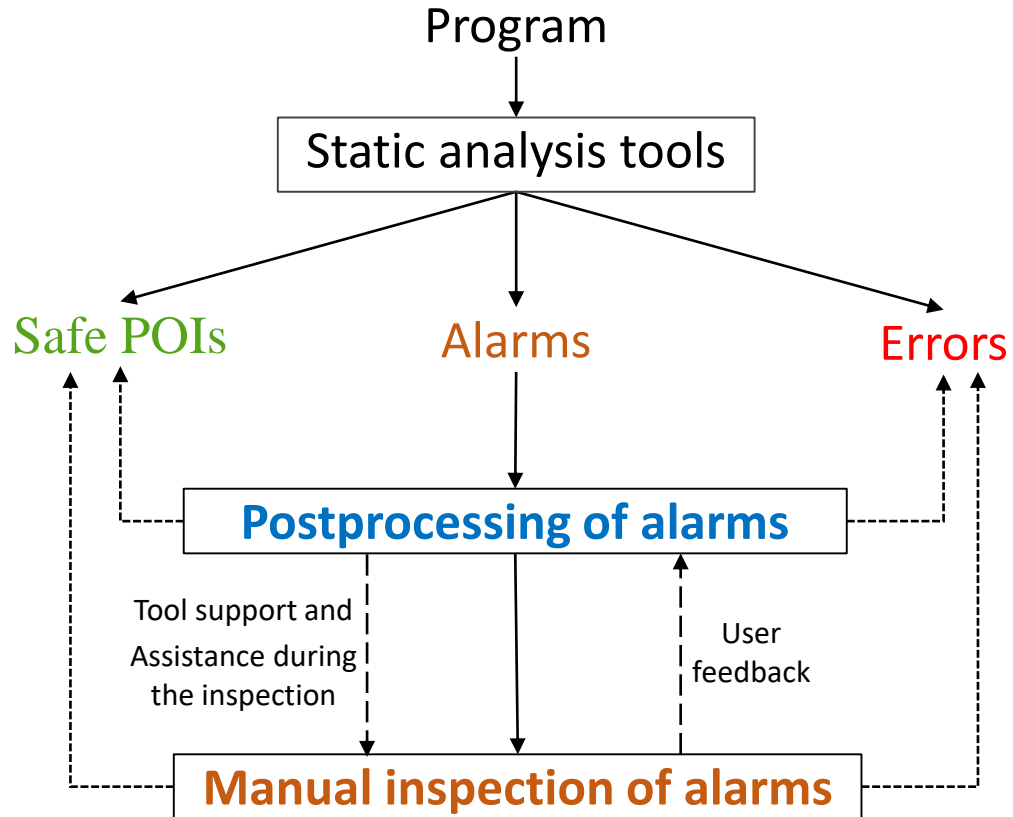 Program
Static analysis tools
Safe POIs
Alarms
Errors
Postprocessing of alarms
Tool support and
Assistance during
the inspection
User
feedback
Manual inspection of alarms